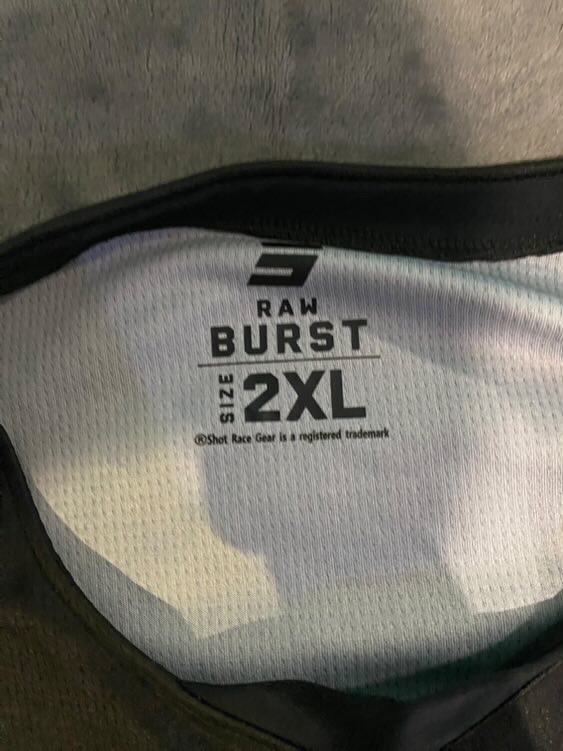 RAW
BURST
SIZE 2XL
®Shot Race Gear is a registered trademark